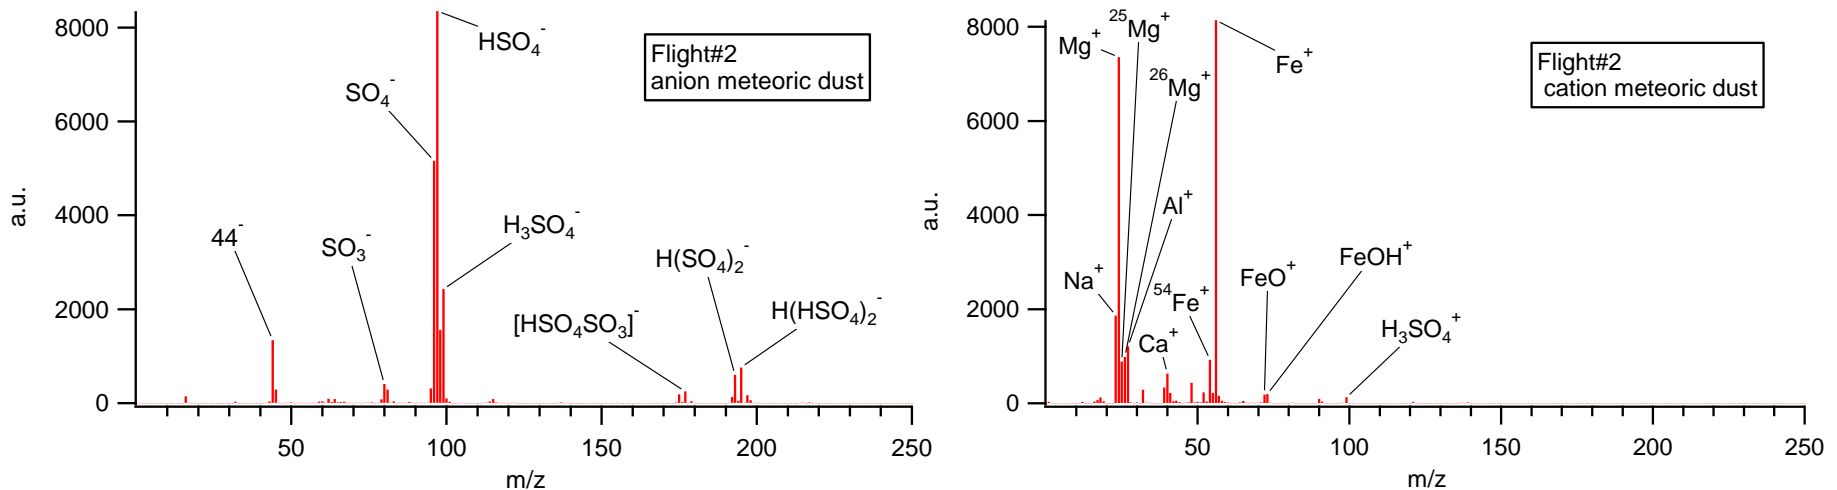 8000
6000
4000
2000
0
a.u.
50
100
150
200
250
m/z
Flight#2
anion meteoric dust
HSO₄⁻
SO₄⁻
44⁻
SO₃⁻
H₃SO₄⁻
[HSO₄SO₃]⁻
H(SO₄)₂⁻
H(HSO₄)₂⁻
8000
6000
4000
2000
0
a.u.
50
100
150
200
250
m/z
Flight#2
cation meteoric dust
Mg⁺
²⁵Mg⁺
²⁶Mg⁺
Fe⁺
Al⁺
Na⁺
Ca⁺
⁵⁴Fe⁺
FeO⁺
FeOH⁺
H₃SO₄⁺